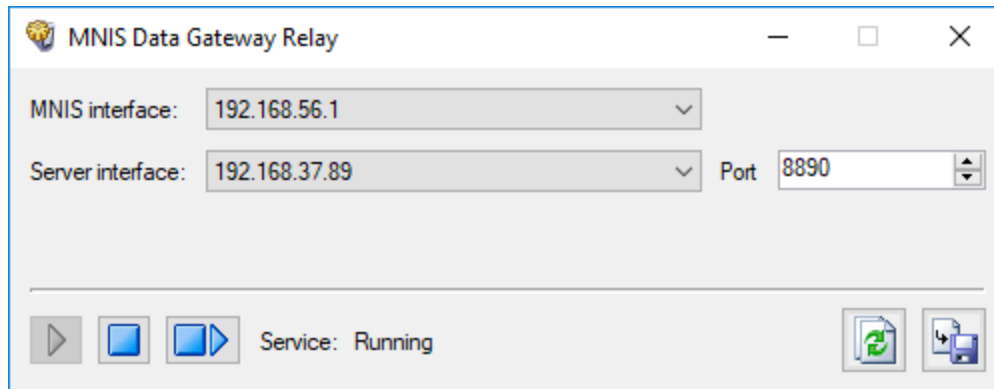 MNIS Data Gateway Relay
MNIS interface: 192.168.56.1
Server interface: 192.168.37.89 Port 8890
Service: Running